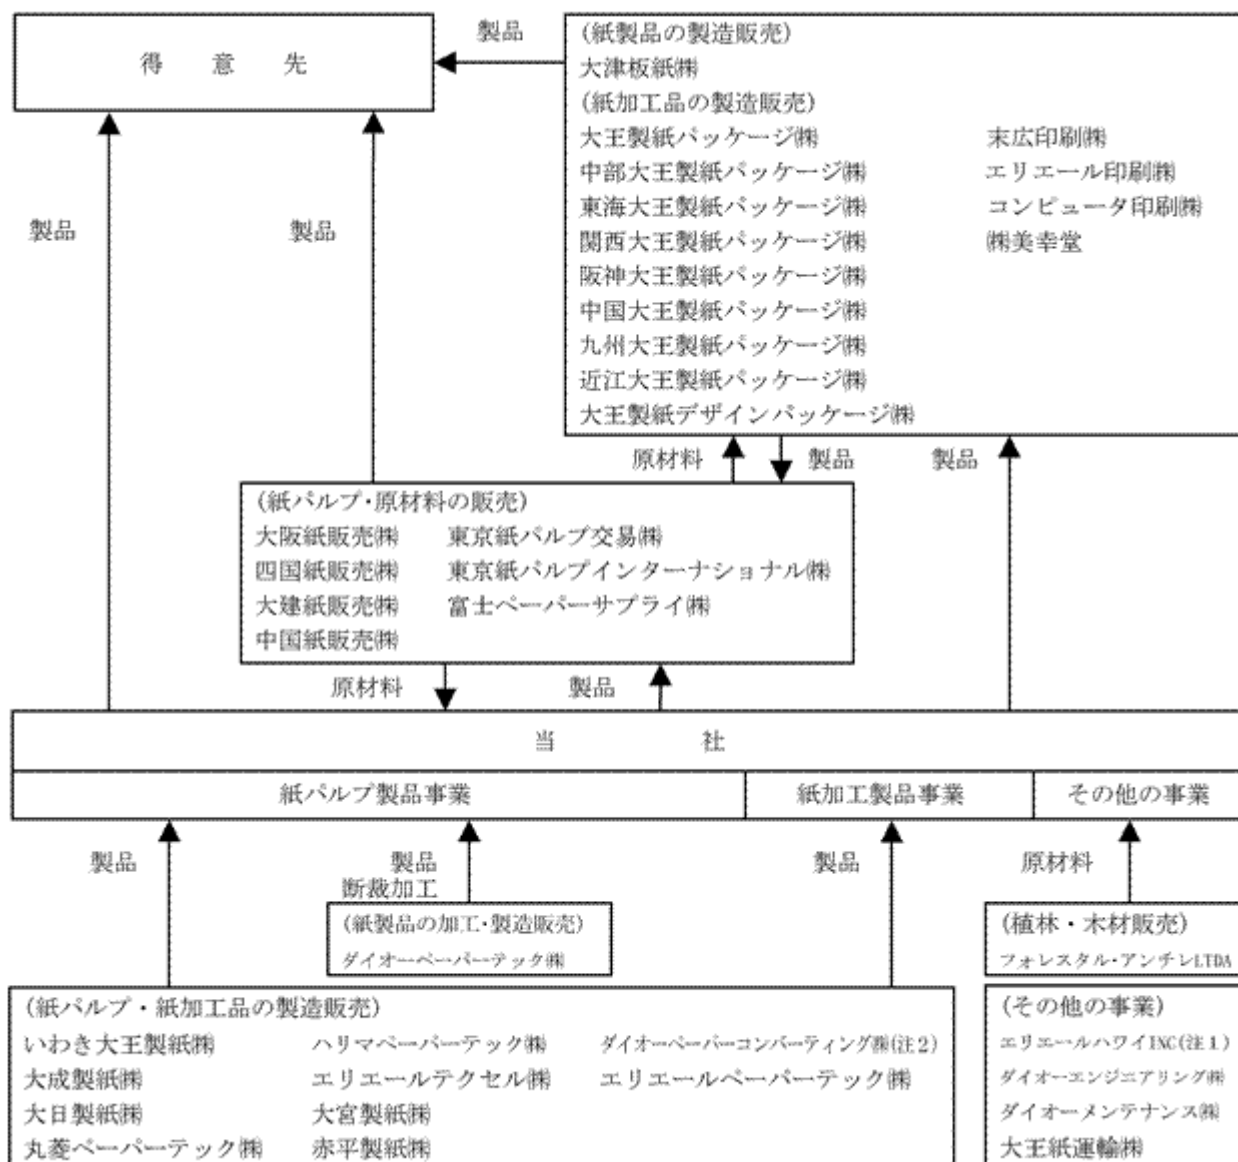 得意先
製品
(紙製品の製造販売)
大津板紙㈱
(紙加工品の製造販売)
大王製紙パッケージ㈱
末広印刷㈱
中部大王製紙パッケージ㈱
エリエール印刷㈱
東海大王製紙パッケージ㈱
コンピュータ印刷㈱
関西大王製紙パッケージ㈱
㈱美幸堂
阪神大王製紙パッケージ㈱
中国大王製紙パッケージ㈱
九州大王製紙パッケージ㈱
近江大王製紙パッケージ㈱
大王製紙デザインパッケージ㈱
製品
製品
原材料
製品
製品
(紙パルプ・原材料の販売)
大阪紙販売㈱
東京紙パルプ交易㈱
四国紙販売㈱
東京紙パルプインターナショナル㈱
大建紙販売㈱
富士ペーパーサプライ㈱
中国紙販売㈱
原材料
製品
当社
紙パルプ製品事業
紙加工製品事業
その他の事業
製品
製品
断裁加工
製品
原材料
(紙製品の加工・製造販売)
ダイオーペーパーテック㈱
(植林・木材販売)
フォレスタル・アンチンLTDA
(紙パルプ・紙加工品の製造販売)
いわき大王製紙㈱
ハリマペーパーテック㈱
ダイオーペーパーコンバーティング㈱(注2)
大成製紙㈱
エリエールテクセル㈱
エリエールペーパーテック㈱
大日製紙㈱
大宮製紙㈱
丸菱ペーパーテック㈱
赤平製紙㈱
(その他の事業)
エリエールハワイINC(注1)
ダイオーエンジニアリング㈱
ダイオーメンテナンス㈱
大王紙運輸㈱